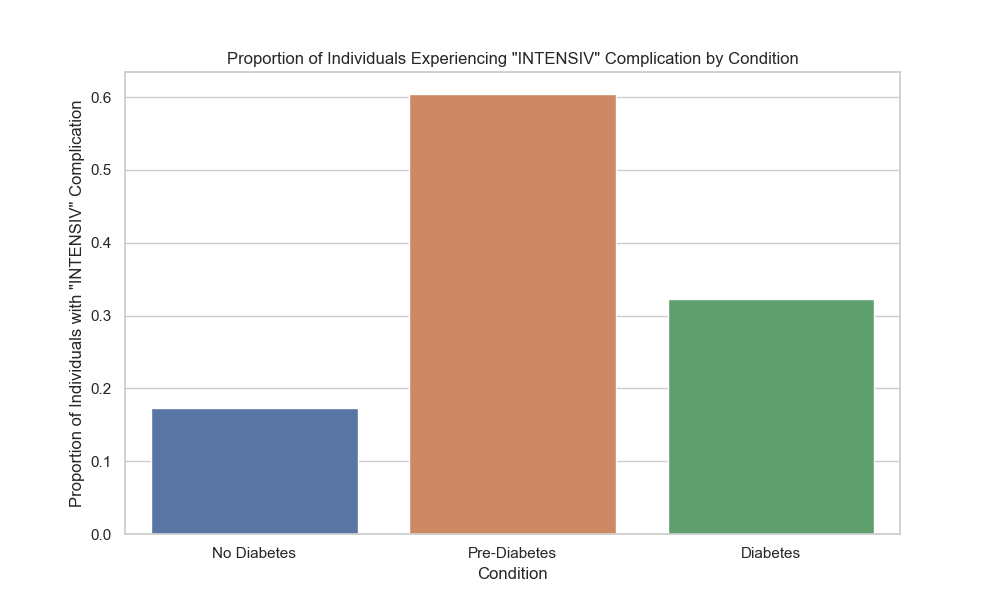 Proportion of Individuals Experiencing "INTENSIV" Complication by Condition
Proportion of Individuals with "INTENSIV" Complication
0.6
0.5
0.4
0.3
0.2
0.1
0.0
No Diabetes
Pre-Diabetes
Diabetes
Condition